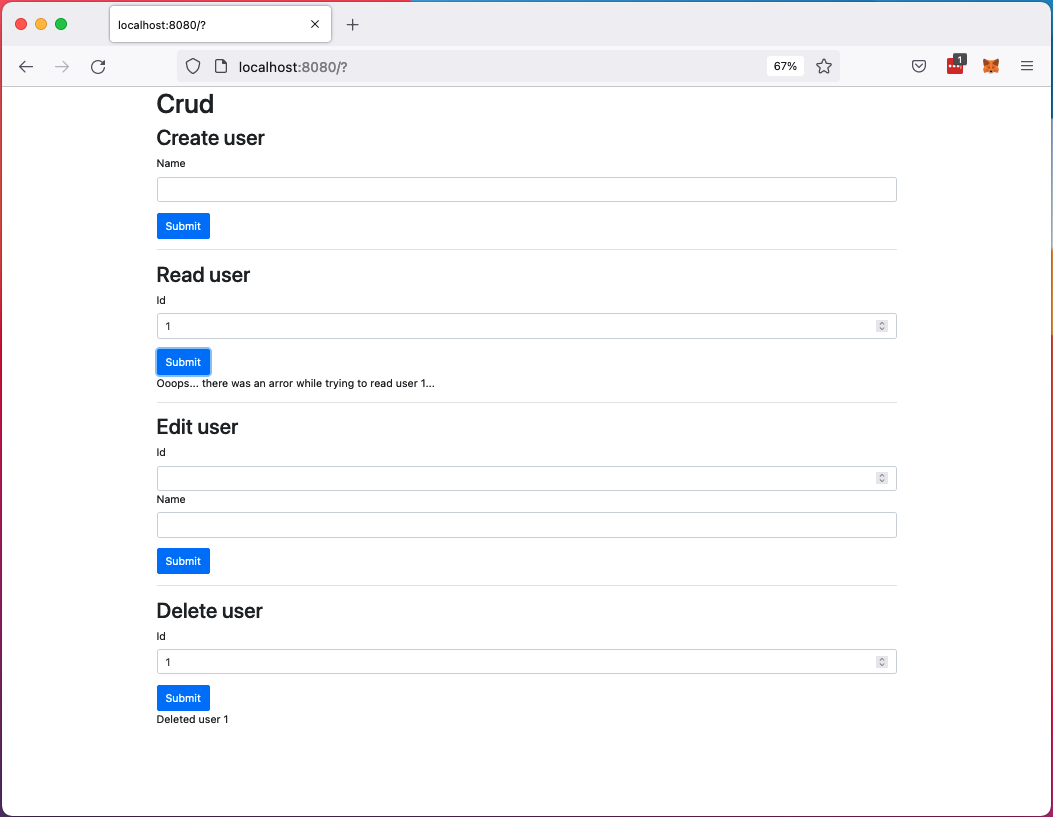 localhost:8080/?
localhost:8080/?
67%
1
Crud
Create user
Name
Submit
Read user
Id
1
Submit
Ooops... there was an arror while trying to read user 1...
Edit user
Id
Name
Submit
Delete user
Id
1
Submit
Deleted user 1